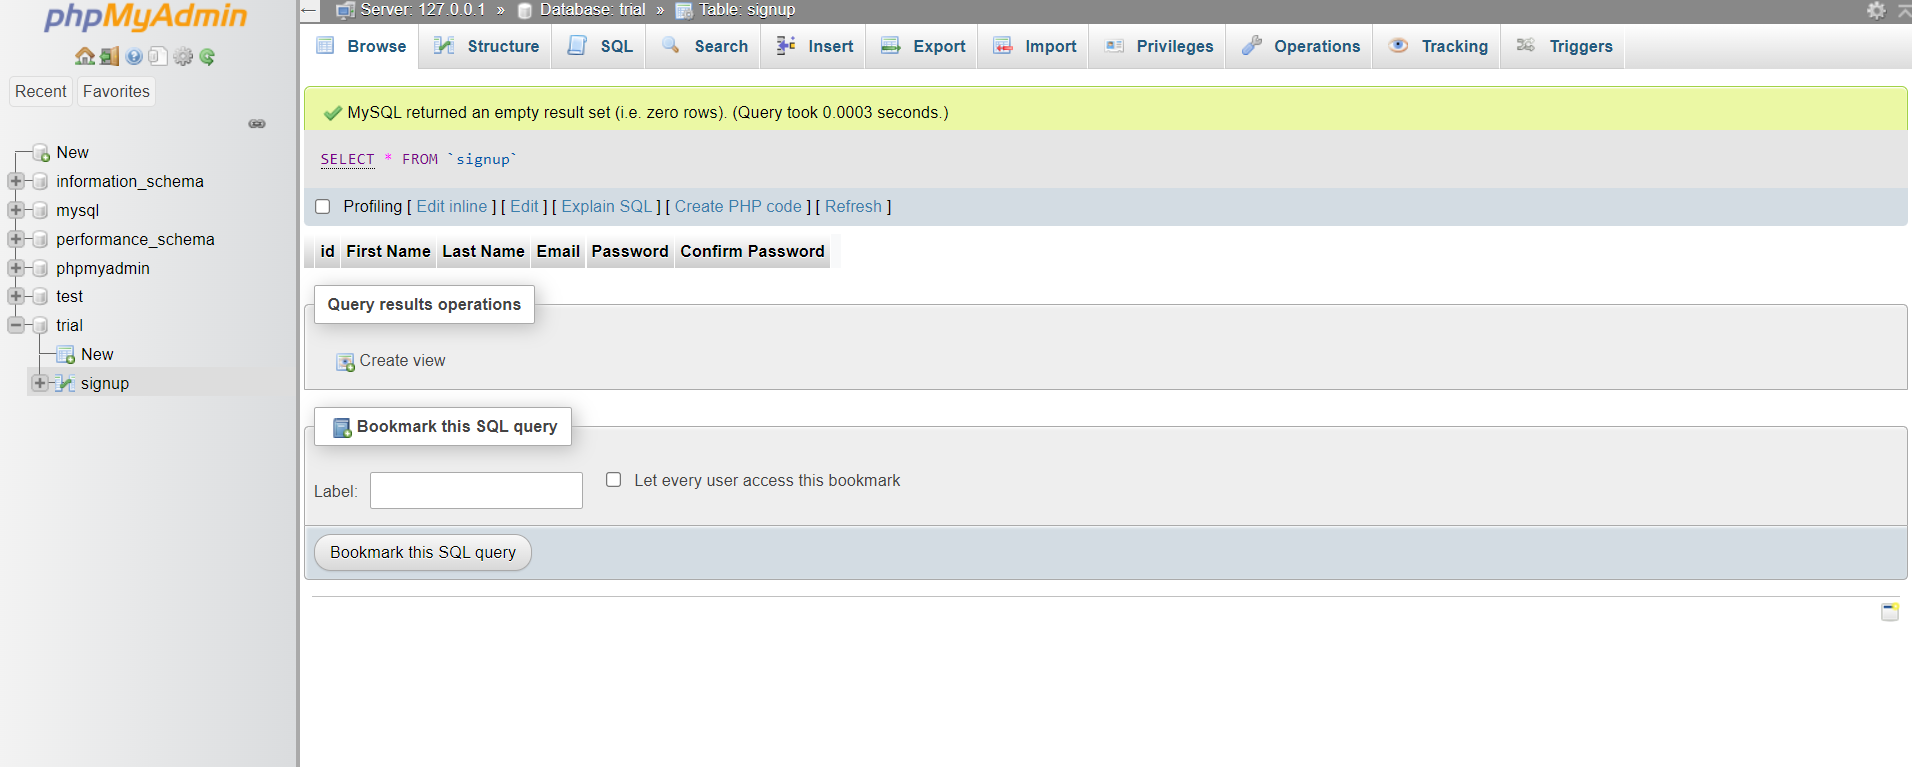 phpMyAdmin
Recent Favorites
New
information_schema
mysql
performance_schema
phpmyadmin
test
trial
New
signup
Server: 127.0.0.1 » Database: trial » Table: signup
Browse Structure SQL Search Insert Export Import Privileges Operations Tracking Triggers
MySQL returned an empty result set (i.e. zero rows). (Query took 0.0003 seconds.)
SELECT * FROM `signup`
Profiling [ Edit inline ] [ Edit ] [ Explain SQL ] [ Create PHP code ] [ Refresh ]
id First Name Last Name Email Password Confirm Password
Query results operations
Create view
Bookmark this SQL query
Label: Let every user access this bookmark
Bookmark this SQL query